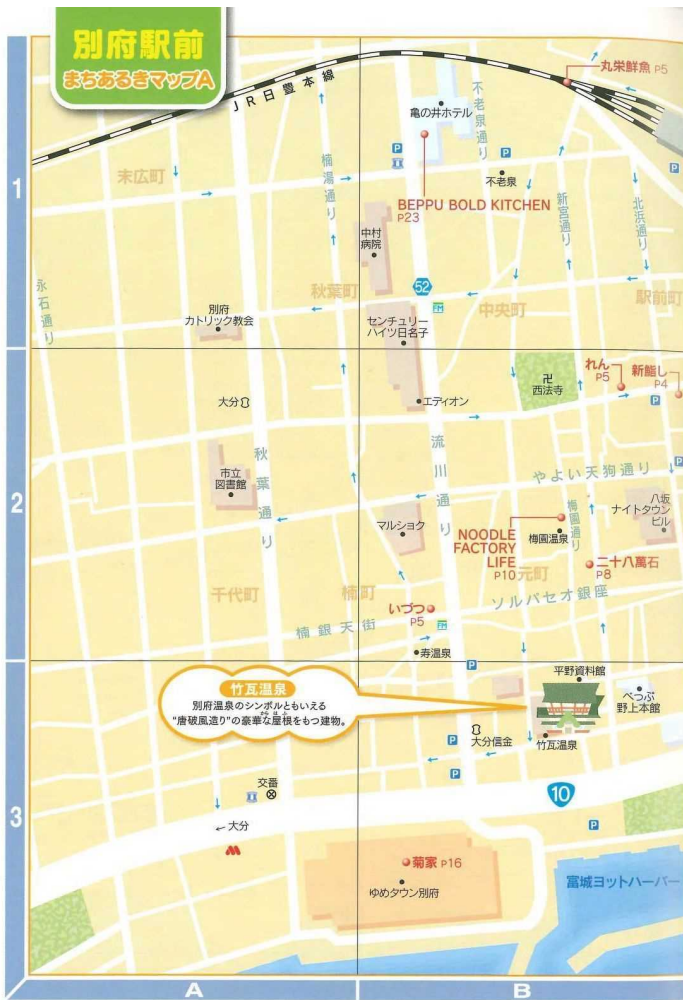 別府駅前
まちあるきマップA
JR日豊本線
丸栄鮮魚 P5
亀の井ホテル
不老泉通り
末広町
楠湯通り
不老泉
1
BEPPU BOLD KITCHEN
P23
新宮通り
北浜通り
中村
病院
永石通り
秋葉町
52
中央町
駅前町
別府
カトリック教会
センチュリー
ハイツ日名子
れん
P5
新鮨し
P4
卍
西法寺
大分
エディオン
秋葉通り
流川通り
やよい天狗通り
2
市立
図書館
マルショク
NOODLE
FACTORY
LIFE
P10
梅園通り
梅園温泉
八坂
ナイトタウン
ビル
二十八萬石
P8
千代町
楠町
元町
いづつ
P5
ソルパセオ銀座
楠銀天街
寿温泉
竹瓦温泉
別府温泉のシンボルともいえる
"唐破風造り"の豪華な屋根をもつ建物。
平野資料館
べっぷ
野上本館
大分信金
竹瓦温泉
交番
10
3
←大分
菊家 P16
ゆめタウン別府
富城ヨットハーバー
A
B